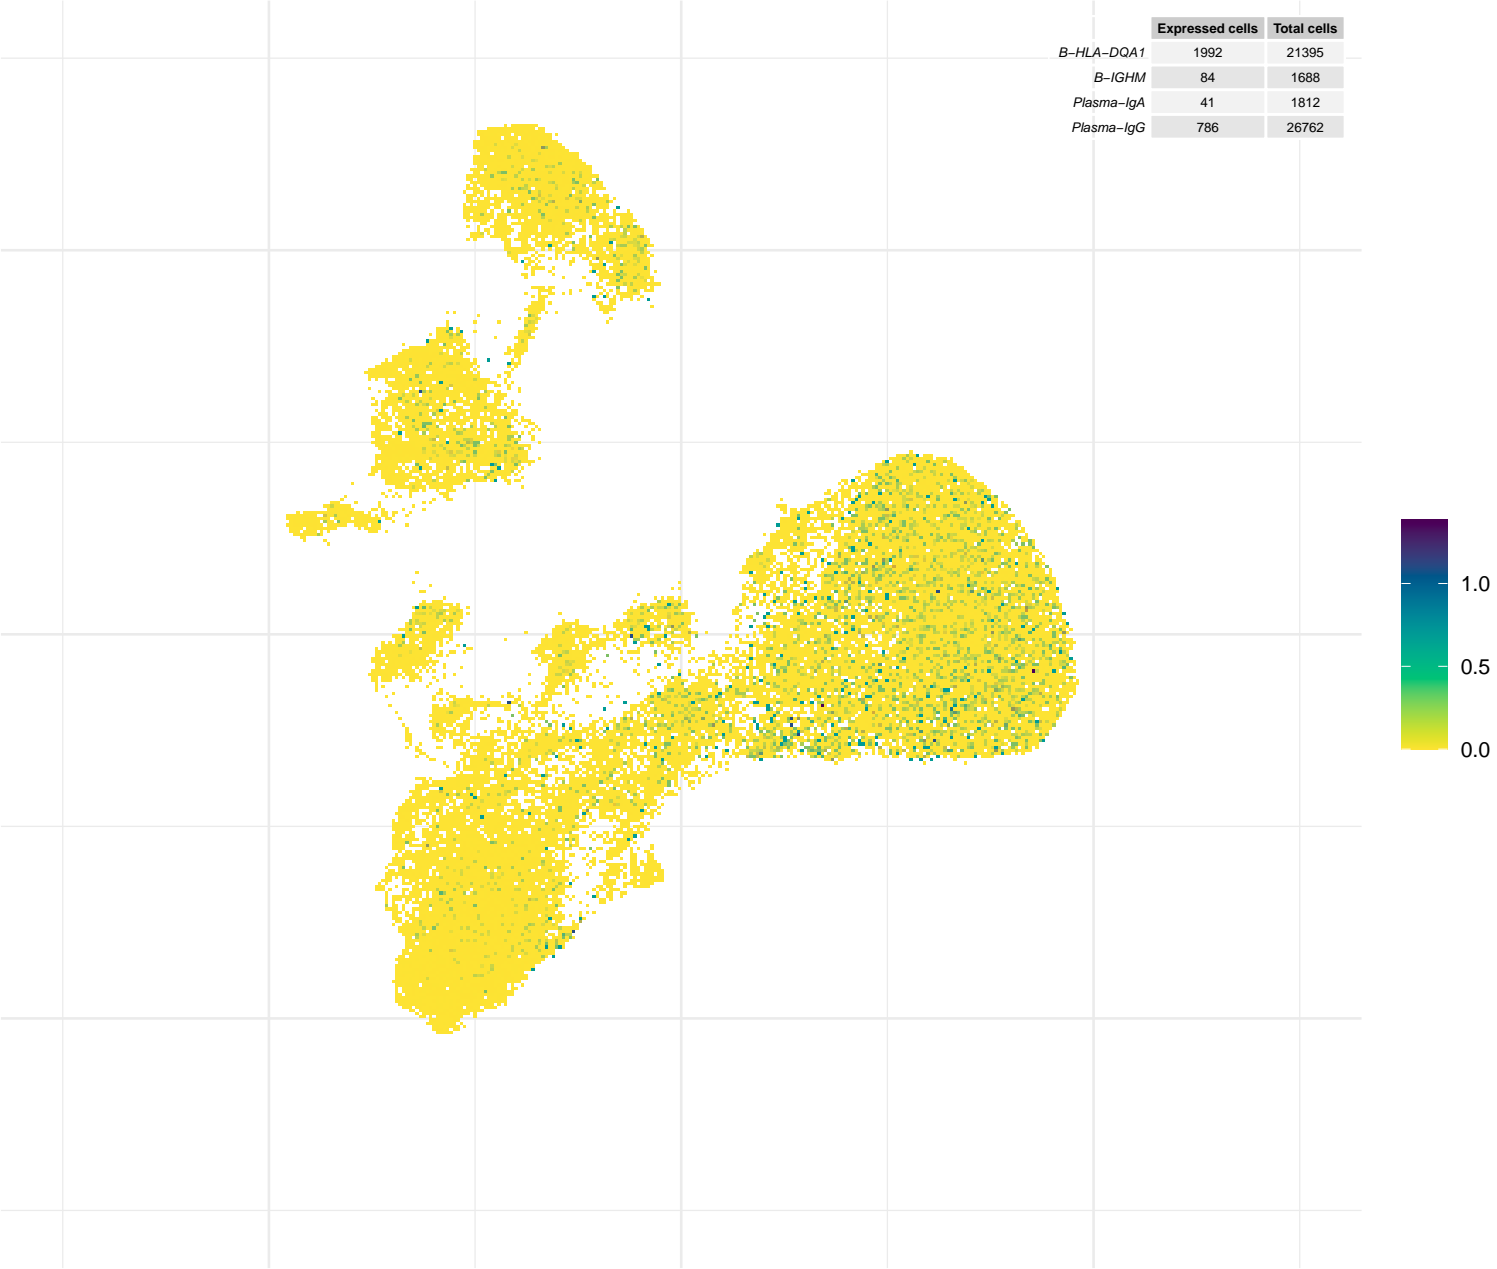 Expressed cells Total cells
B−HLA−DQA1 1992 21395
B−IGHM 84 1688
Plasma−IgA 41 1812
Plasma−IgG 786 26762
1.0
0.5
0.0